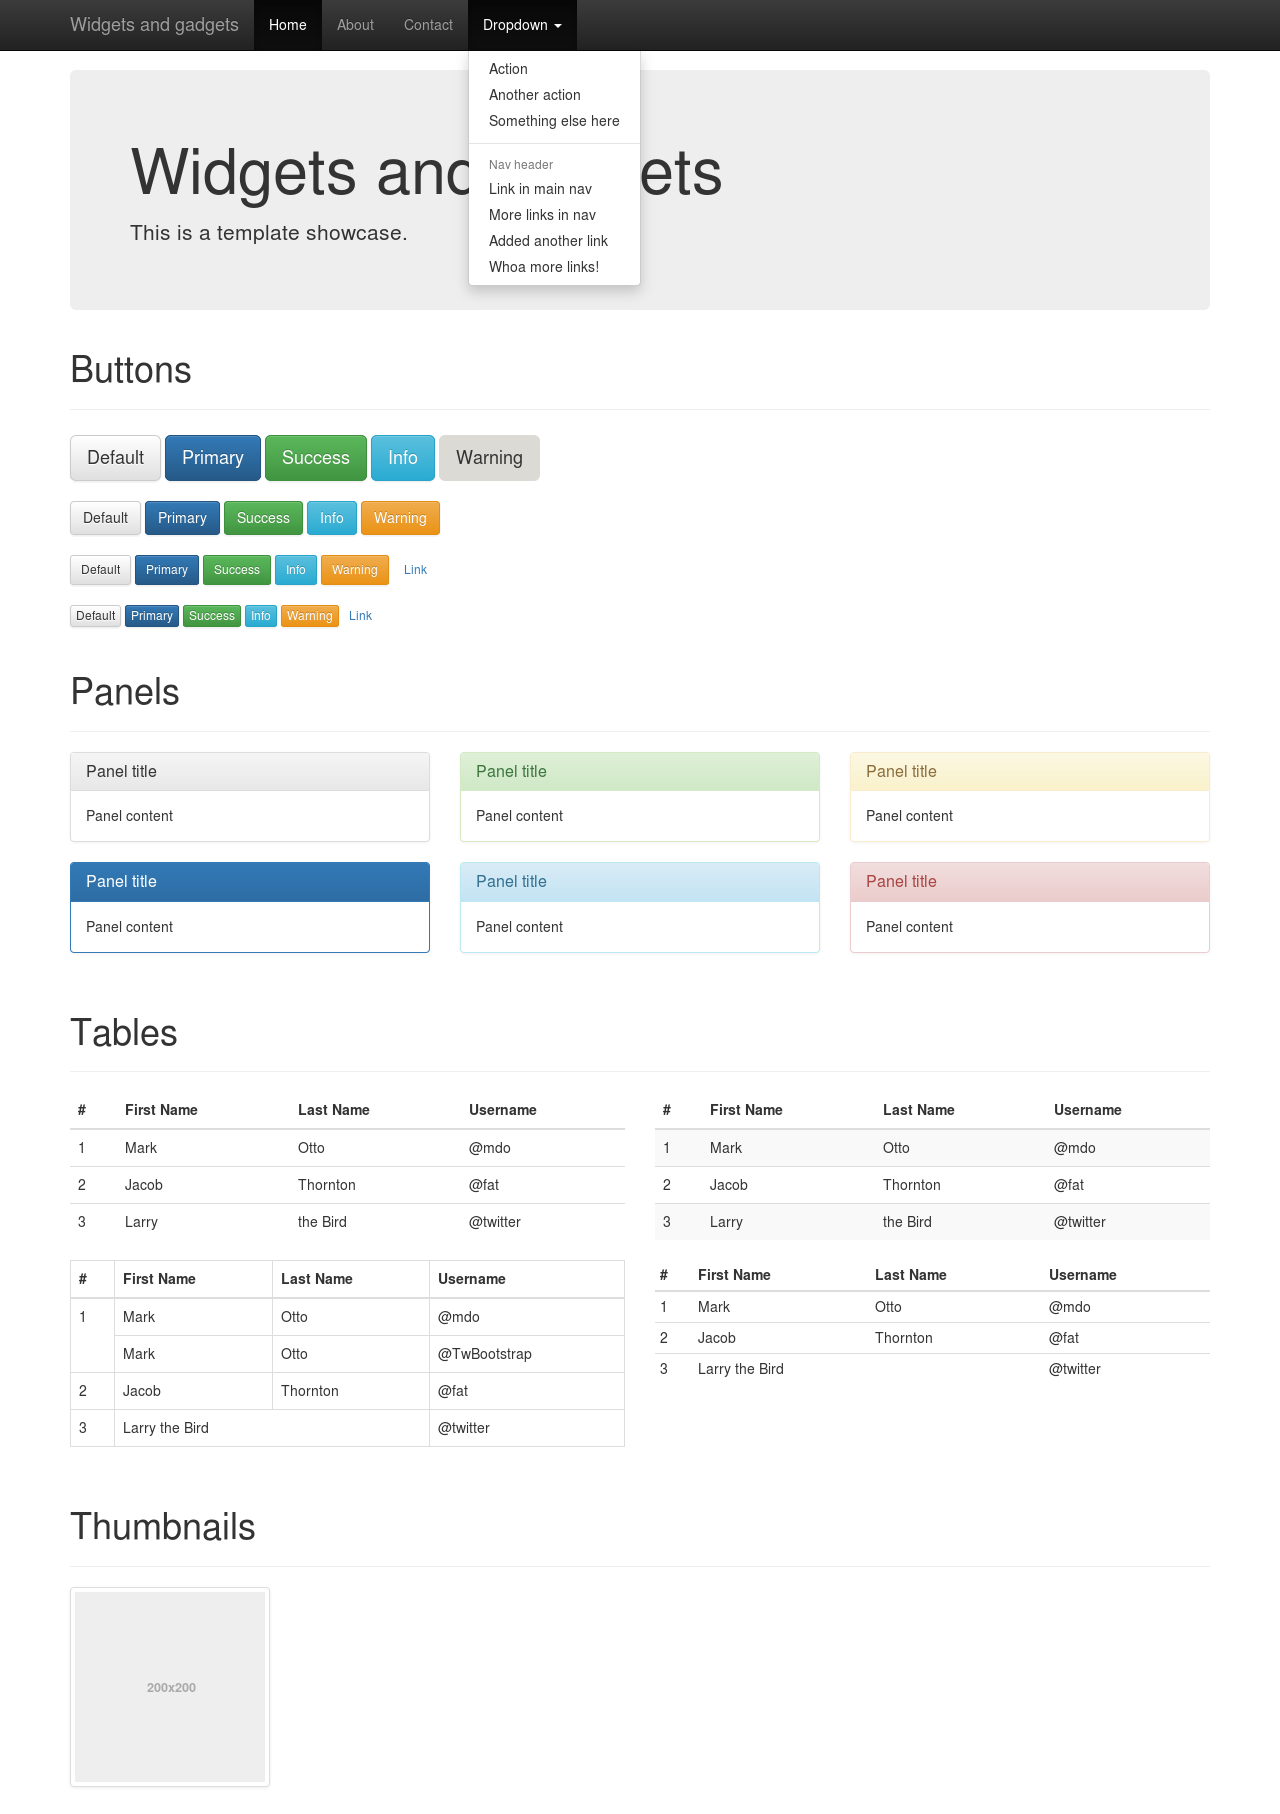 Widgets and gadgets Home About Contact Dropdown
Action
Another action
Something else here
Nav header
Link in main nav
More links in nav
Added another link
Whoa more links!
Widgets and ets
This is a template showcase.
Buttons
Default Primary Success Info Warning
Default Primary Success Info Warning
Default Primary Success Info Warning Link
Default Primary Success Info Warning Link
Panels
Panel title Panel title Panel title
Panel content Panel content Panel content
Panel title Panel title Panel title
Panel content Panel content Panel content
Tables
# First Name Last Name Username
1 Mark Otto @mdo
2 Jacob Thornton @fat
3 Larry the Bird @twitter
# First Name Last Name Username
1 Mark Otto @mdo
2 Jacob Thornton @fat
3 Larry the Bird @twitter
# First Name Last Name Username
1 Mark Otto @mdo
Mark Otto @TwBootstrap
2 Jacob Thornton @fat
3 Larry the Bird @twitter
# First Name Last Name Username
1 Mark Otto @mdo
2 Jacob Thornton @fat
3 Larry the Bird @twitter
Thumbnails
200x200